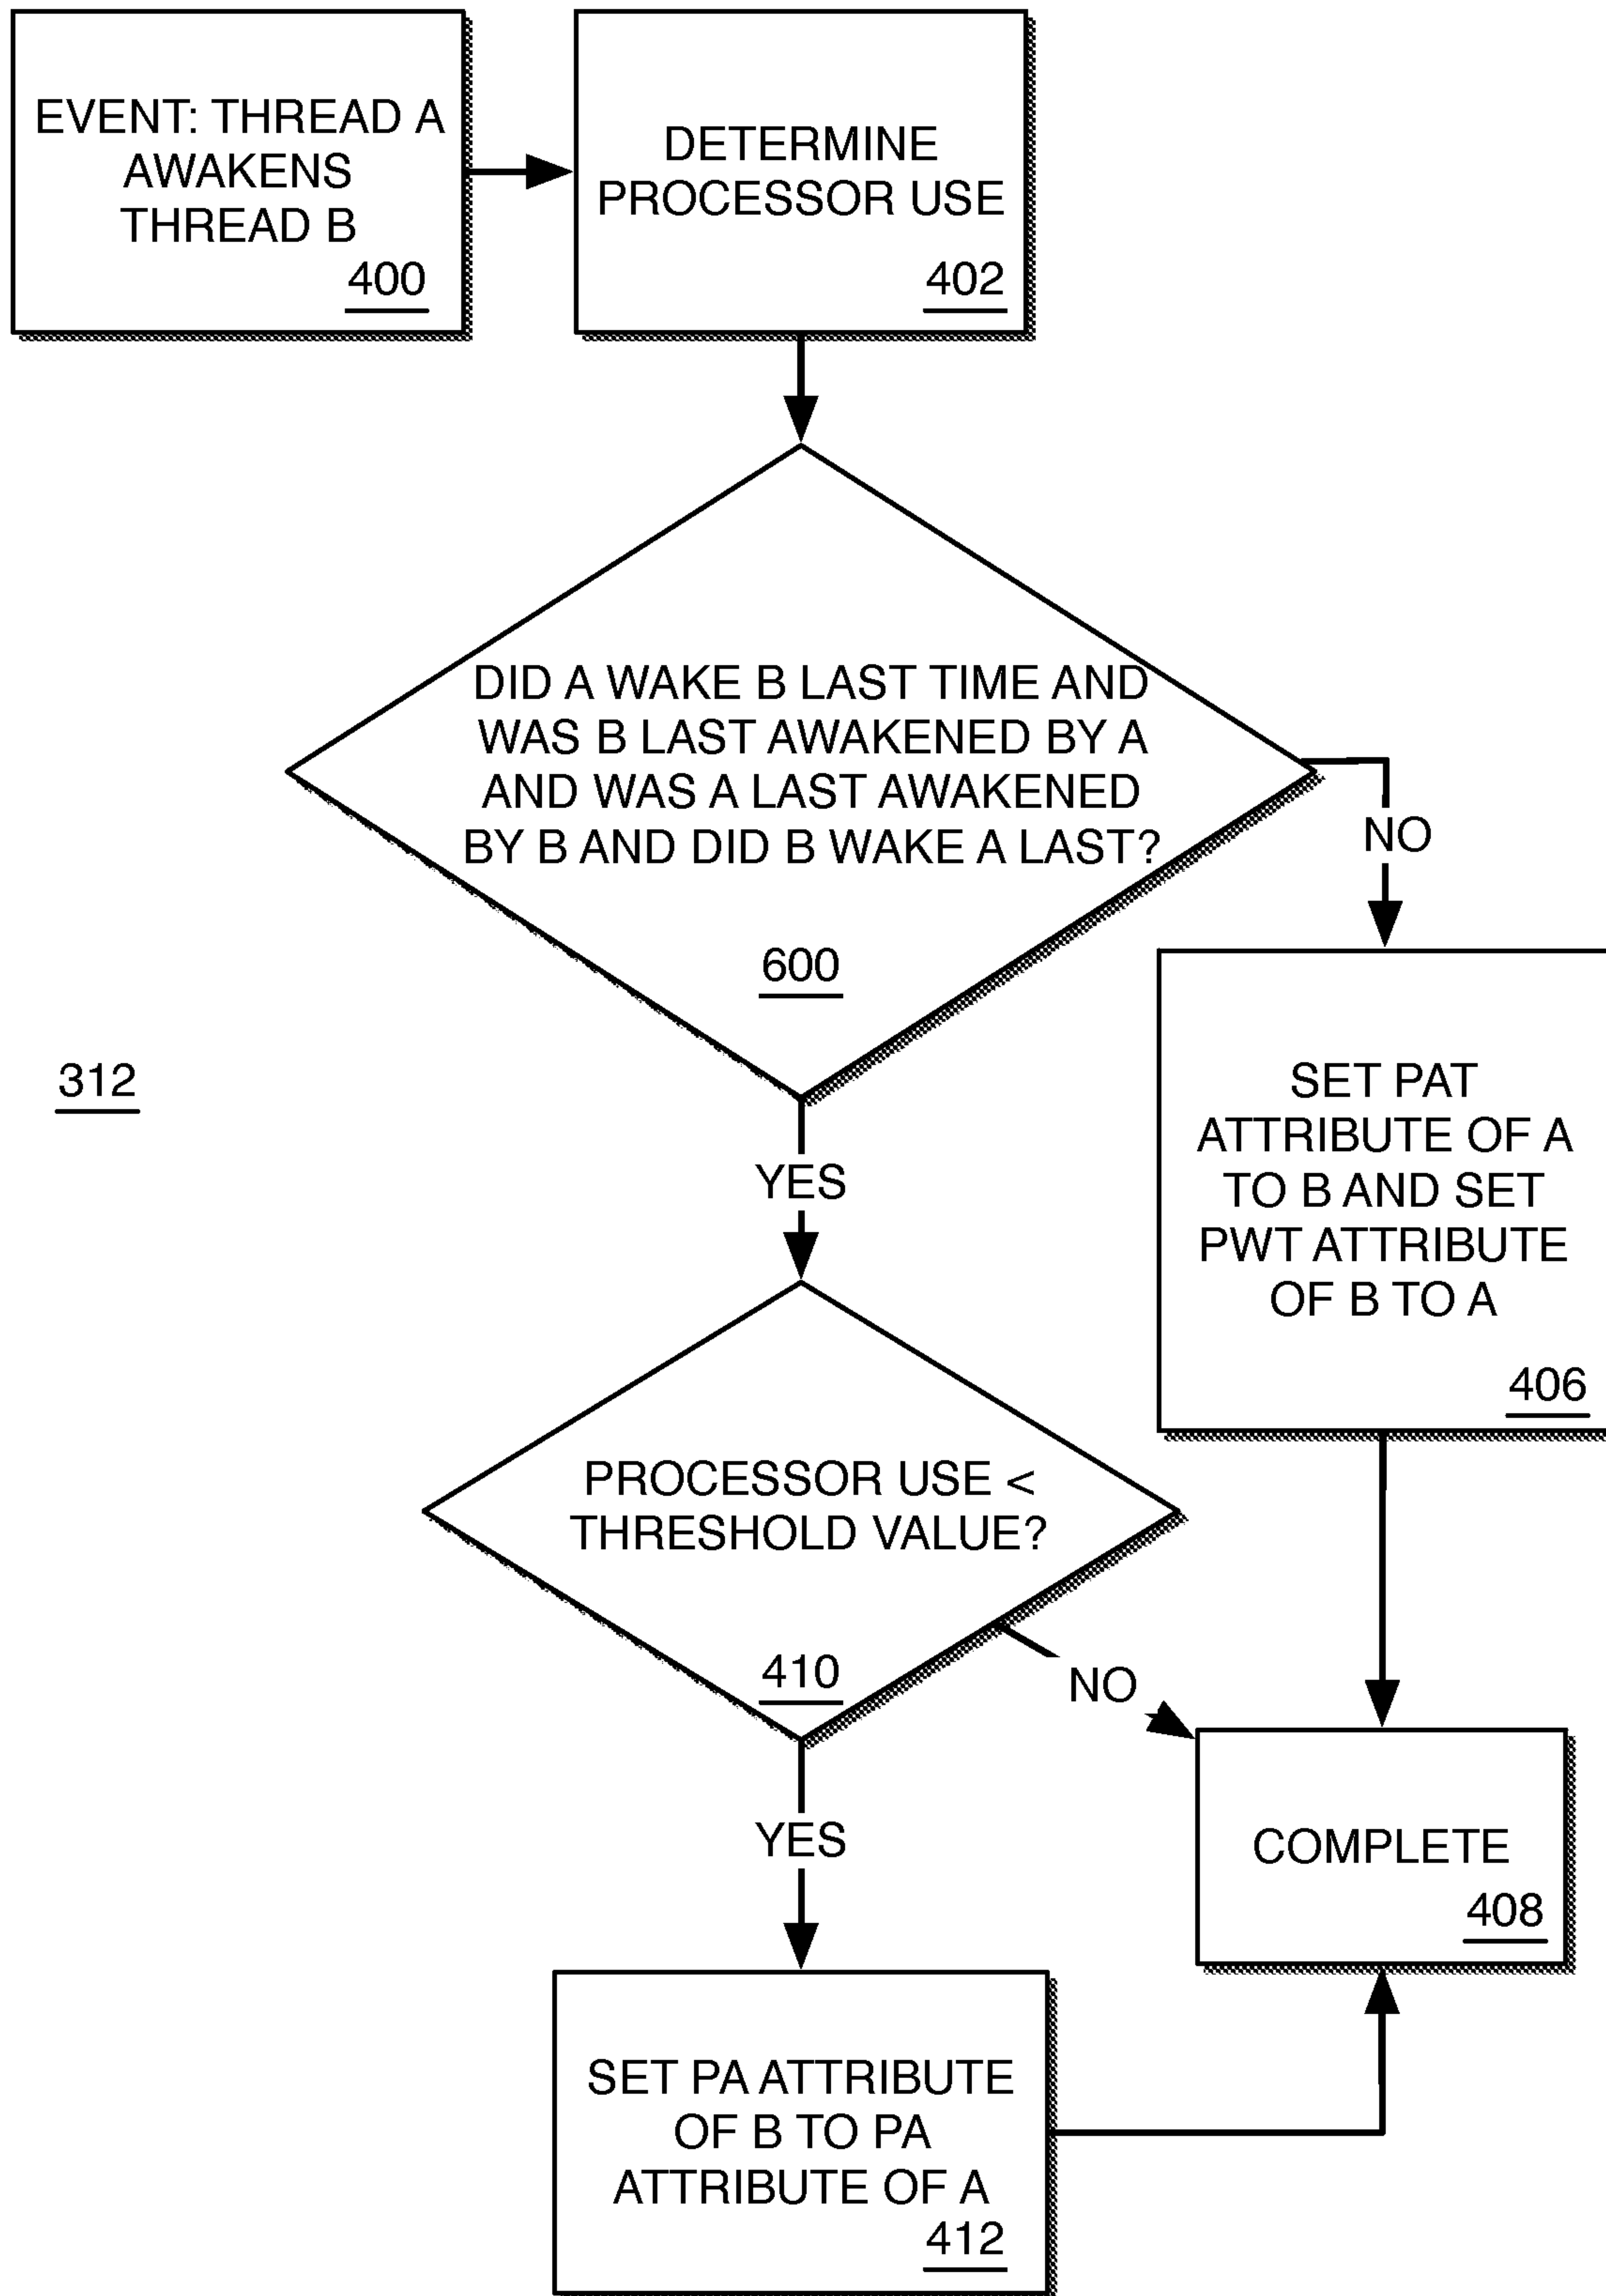 EVENT: THREAD A
AWAKENS
THREAD B
400
DETERMINE
PROCESSOR USE
402
DID A WAKE B LAST TIME AND
WAS B LAST AWAKENED BY A
AND WAS A LAST AWAKENED
BY B AND DID B WAKE A LAST?
600
NO
312
YES
SET PAT
ATTRIBUTE OF A
TO B AND SET
PWT ATTRIBUTE
OF B TO A
406
PROCESSOR USE <
THRESHOLD VALUE?
410
NO
YES
COMPLETE
408
SET PA ATTRIBUTE
OF B TO PA
ATTRIBUTE OF A
412